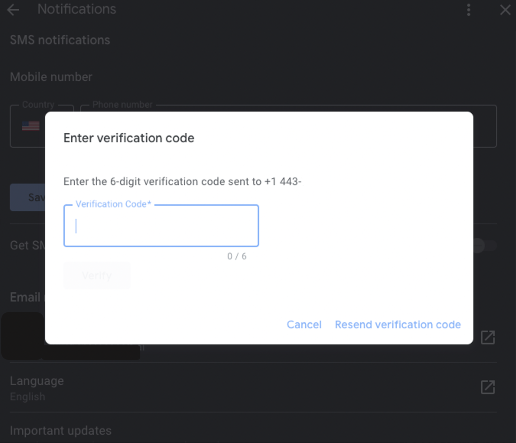 Notifications
SMS notifications
Mobile number
Country
Phone number
Enter verification code
Enter the 6-digit verification code sent to +1 443-
Verification Code*
0 / 6
Verify
Cancel
Resend verification code
Sav
Get SM
Email
Language
English
Important updates